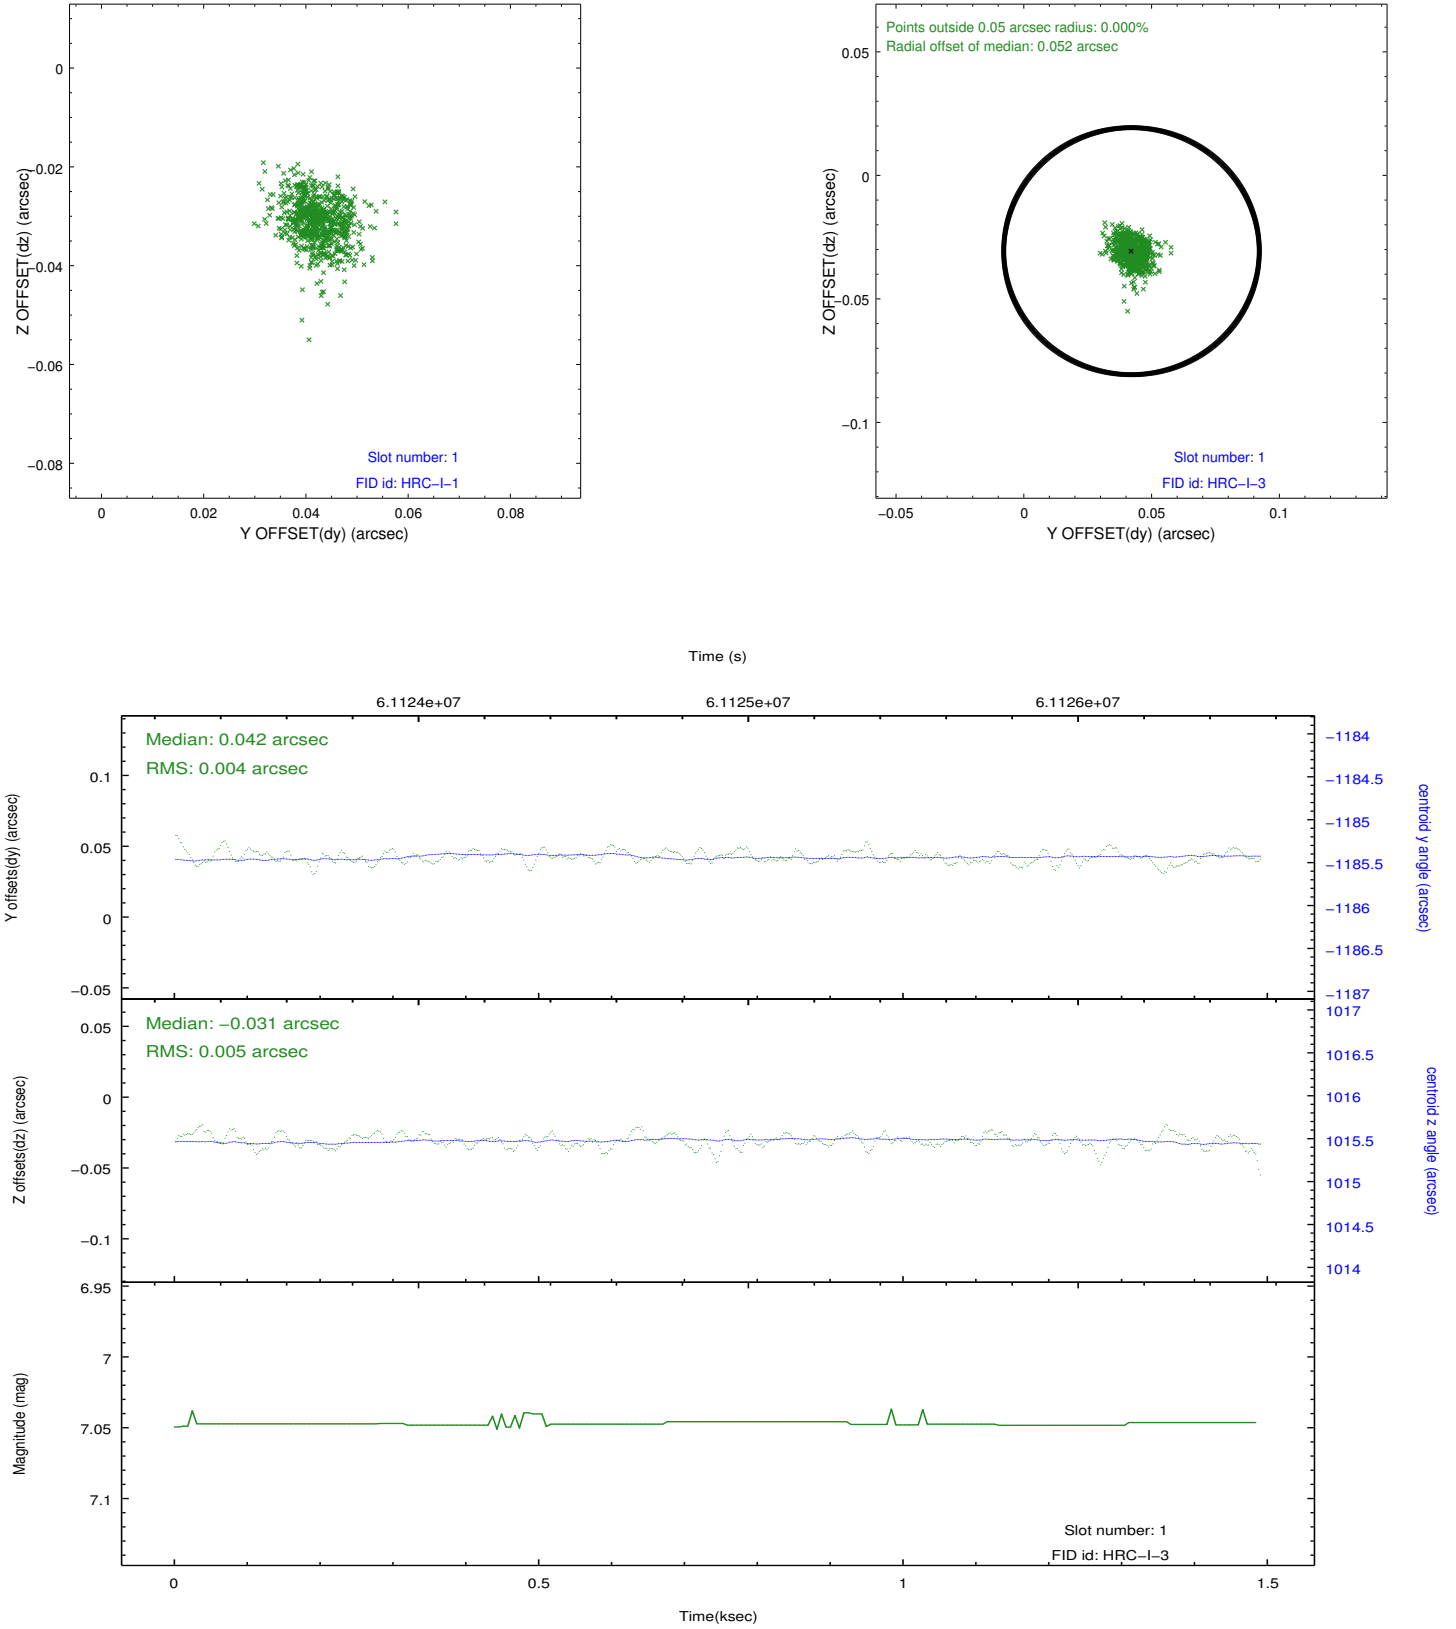 0
−0.02
−0.04
−0.06
−0.08
Z OFFSET(dz) (arcsec)
Slot number: 1
FID id: HRC−I−1
0
0.02
0.04
0.06
0.08
Y OFFSET(dy) (arcsec)
Points outside 0.05 arcsec radius: 0.000%
Radial offset of median: 0.052 arcsec
0.05
0
−0.05
−0.1
Z OFFSET(dz) (arcsec)
Slot number: 1
FID id: HRC−I−3
−0.05
0
0.05
0.1
Y OFFSET(dy) (arcsec)
Time (s)
6.1124e+07
6.1125e+07
6.1126e+07
Median: 0.042 arcsec
RMS: 0.004 arcsec
0.1
0.05
0
−0.05
Y offsets(dy) (arcsec)
−1184
−1184.5
−1185
−1185.5
−1186
−1186.5
−1187
centroid y angle (arcsec)
Median: −0.031 arcsec
RMS: 0.005 arcsec
0.05
0
−0.05
−0.1
Z offsets(dz) (arcsec)
1017
1016.5
1016
1015.5
1015
1014.5
1014
centroid z angle (arcsec)
6.95
7
7.05
7.1
Magnitude (mag)
Slot number: 1
FID id: HRC−I−3
0
0.5
1
1.5
Time(ksec)